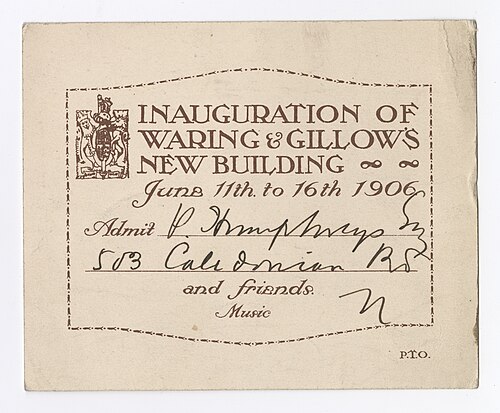 INAUGURATION OF
WARING & GILLOW'S
NEW BUILDING
June 11th. to 16th 1906
Admit P. Humphreys Esq
503 Caledonian Rd
and friends.
Music
N
P.T.O.